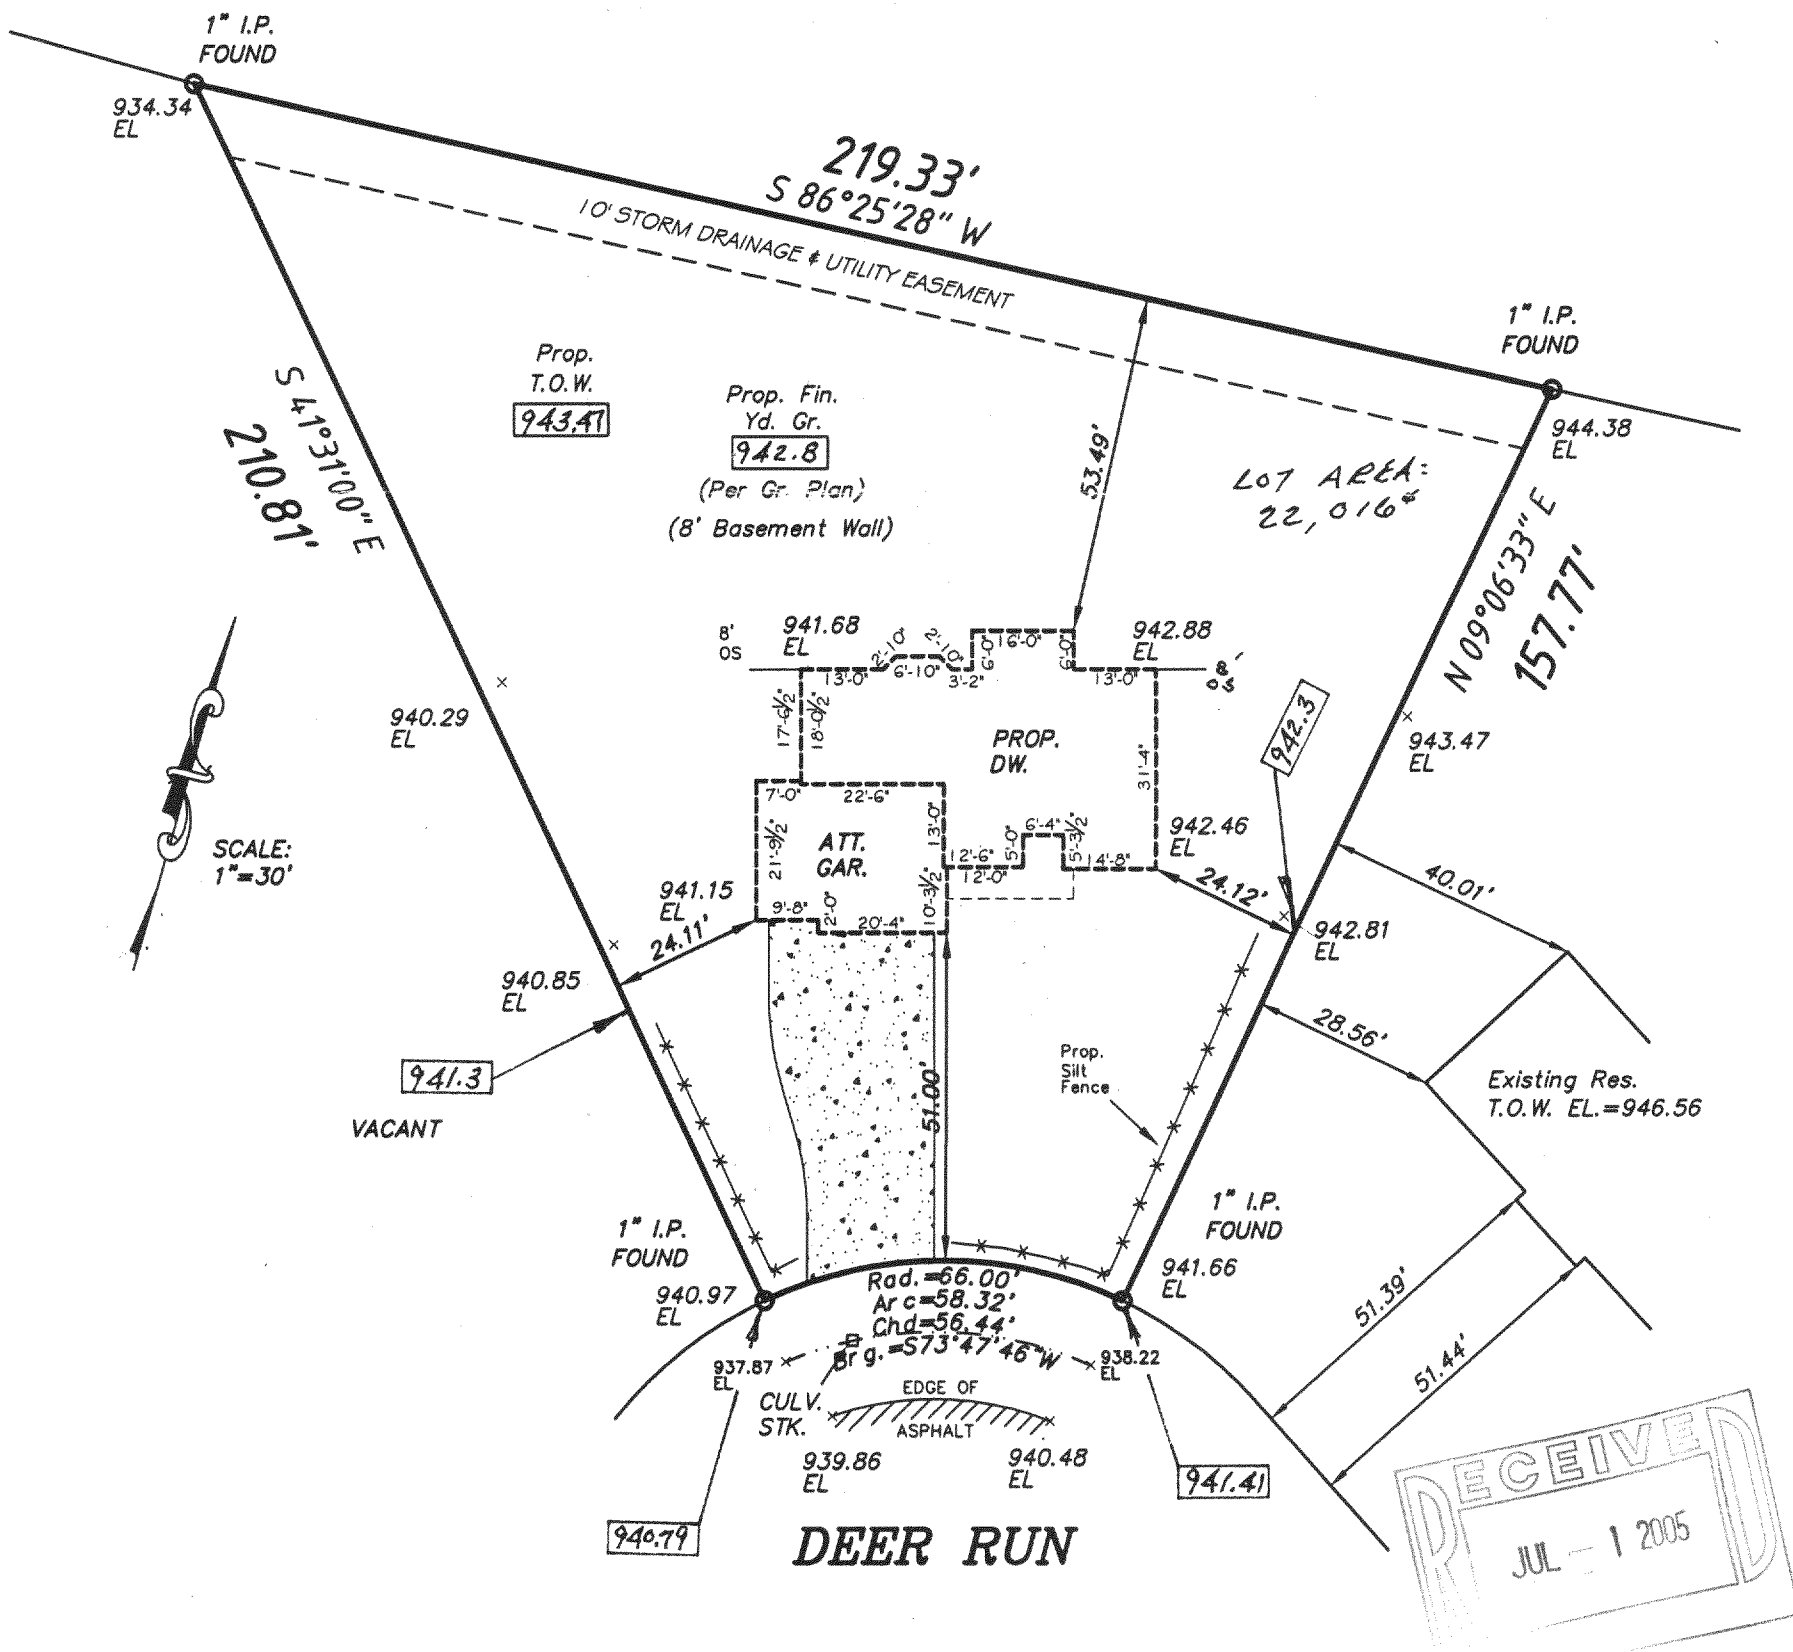 1" I.P.
FOUND
934.34
EL
219.33'
S 86°25'28" W
10' STORM DRAINAGE & UTILITY EASEMENT
1" I.P.
FOUND
944.38
EL
Prop.
T.O.W.
943.47
Prop. Fin.
Yd. Gr.
942.8
(Per Gr. Plan)
(8' Basement Wall)
53.49'
LOT AREA:
22,016
S 41°31'00" E
210.81'
N 09°06'33" E
157.77'
8'
OS
941.68
EL
942.88
EL
8'
OS
2'-10"
2'-10"
6'-0"
16'-0"
6'-0"
13'-0"
6'-10"
3'-2"
13'-0"
940.29
EL
17'-6 1/2"
18'-0 1/2"
PROP.
DW.
31'-4"
942.3
943.47
EL
SCALE:
1"=30'
7'-0"
22'-6"
21'-9 1/2"
ATT.
GAR.
13'-0"
12'-6"
12'-0"
5'-0"
6'-4"
5'-3 1/2"
14'-8"
942.46
EL
24.12'
40.01'
941.15
EL
24.11'
9'-8"
2'-0"
20'-4"
10'-3 1/2"
942.81
EL
940.85
EL
28.56'
941.3
VACANT
51.00'
Prop.
Silt
Fence
Existing Res.
T.O.W. EL.=946.56
1" I.P.
FOUND
1" I.P.
FOUND
940.97
EL
941.66
EL
Rad.=66.00'
Arc=58.32'
Chd=56.44'
Brg.=S73°47'46"W
937.87
EL
938.22
EL
CULV.
STK.
EDGE OF
ASPHALT
939.86
EL
940.48
EL
51.39'
51.44'
940.79
941.41
DEER RUN
RECEIVED
JUL - 1 2005